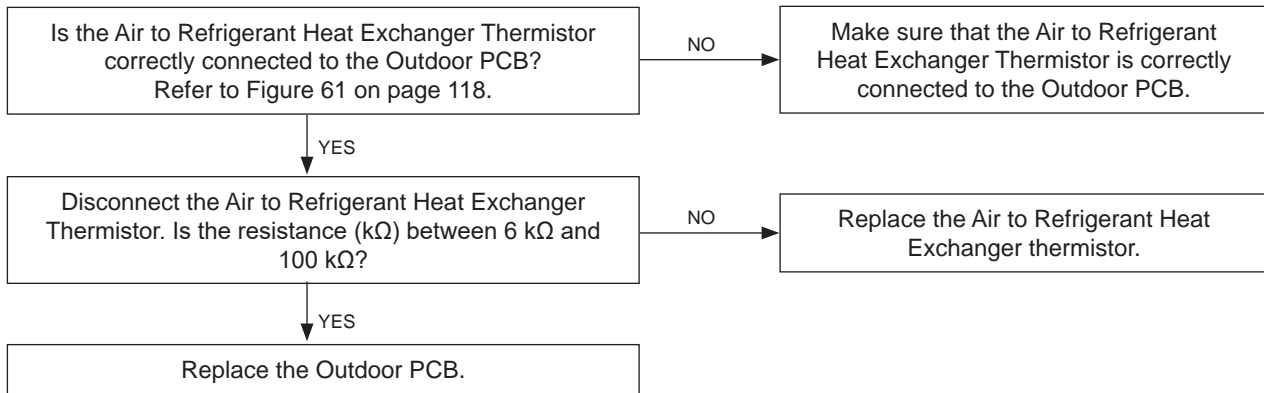 Is the Air to Refrigerant Heat Exchanger Thermistor
correctly connected to the Outdoor PCB?
Refer to Figure 61 on page 118.
NO
Make sure that the Air to Refrigerant
Heat Exchanger Thermistor is correctly
connected to the Outdoor PCB.
YES
Disconnect the Air to Refrigerant Heat Exchanger
Thermistor. Is the resistance (kΩ) between 6 kΩ and
100 kΩ?
NO
Replace the Air to Refrigerant Heat
Exchanger thermistor.
YES
Replace the Outdoor PCB.